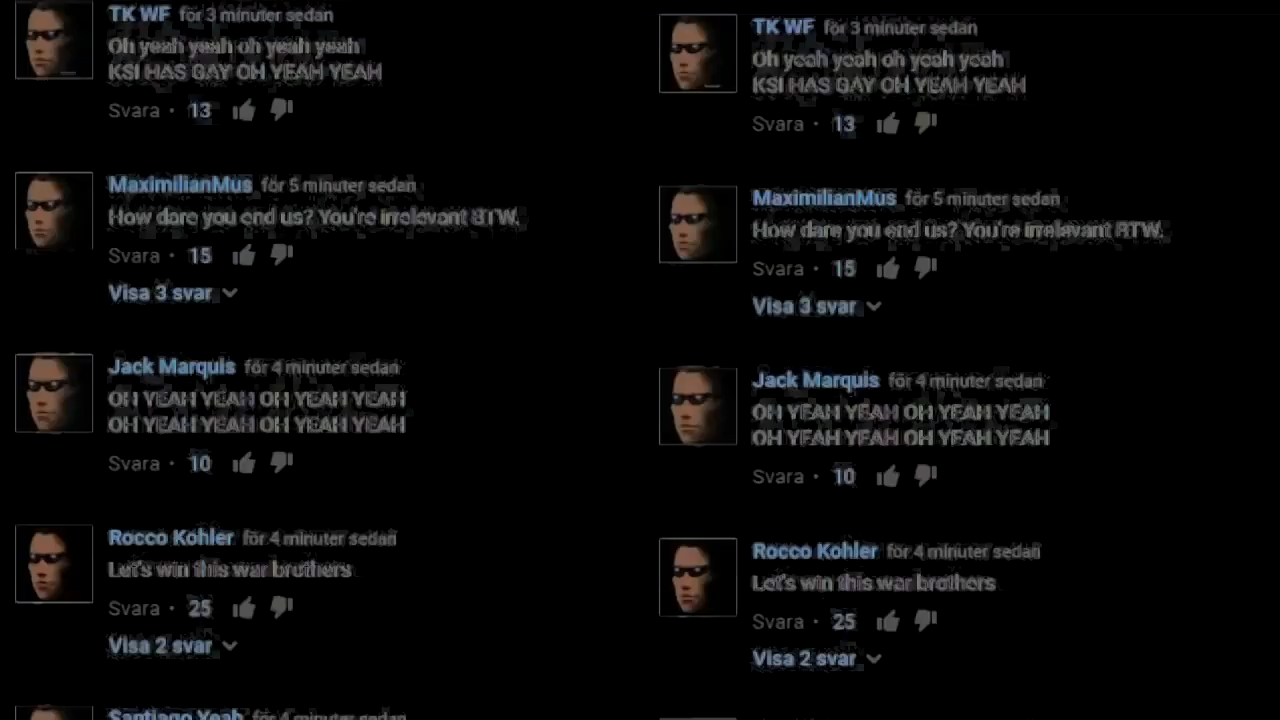 TK WF för 3 minuter sedan
Oh yeah yeah oh yeah yeah
KSI HAS GAY OH YEAH YEAH
Svara · 13
MaximilianMus för 5 minuter sedan
How dare you end us? You're irrelevant BTW.
Svara · 15
Visa 3 svar
Jack Marquis för 4 minuter sedan
OH YEAH YEAH OH YEAH YEAH
OH YEAH YEAH OH YEAH YEAH
Svara · 10
Rocco Kohler för 4 minuter sedan
Let's win this war brothers
Svara · 25
Visa 2 svar
Santiago Yeah för 4 minuter sedan
TK WF för 3 minuter sedan
Oh yeah yeah oh yeah yeah
KSI HAS GAY OH YEAH YEAH
Svara · 13
MaximilianMus för 5 minuter sedan
How dare you end us? You're irrelevant BTW.
Svara · 15
Visa 3 svar
Jack Marquis för 4 minuter sedan
OH YEAH YEAH OH YEAH YEAH
OH YEAH YEAH OH YEAH YEAH
Svara · 10
Rocco Kohler för 4 minuter sedan
Let's win this war brothers
Svara · 25
Visa 2 svar